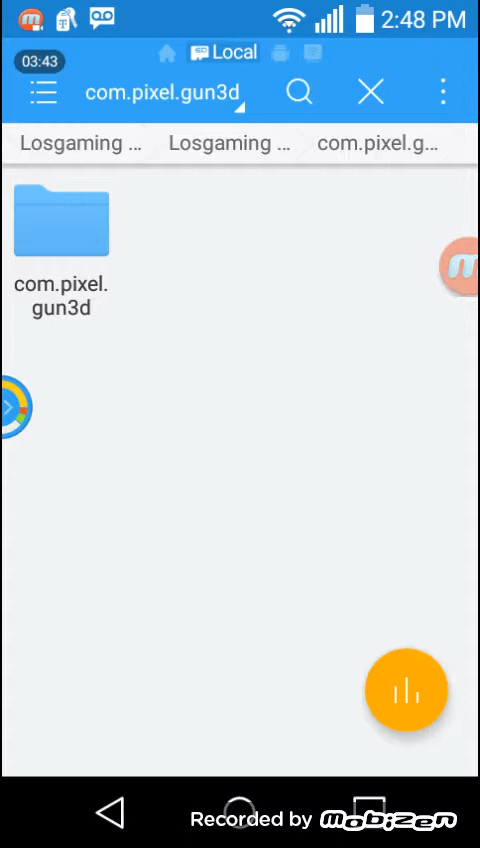 2:48 PM
03:43
Local
com.pixel.gun3d
Losgaming ... Losgaming ... com.pixel.g...
com.pixel.
gun3d
Recorded by Mobizen